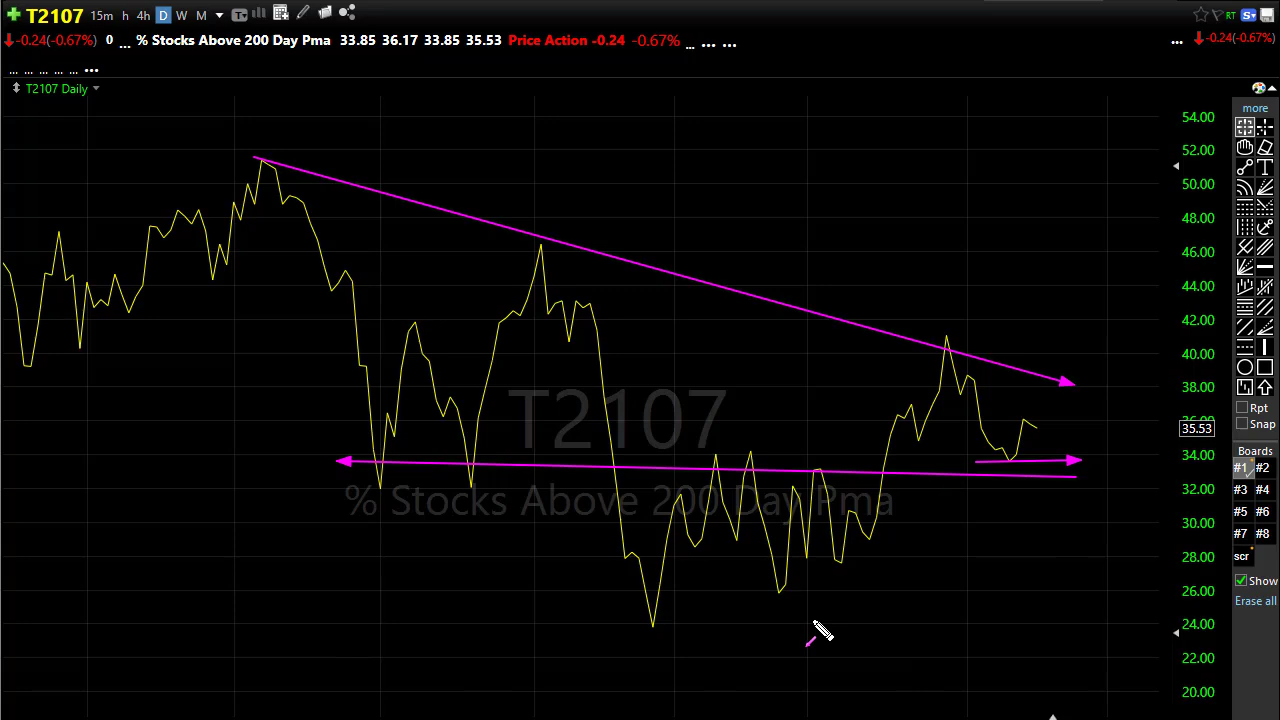 T2107 15m h 4h D W M T RT S
-0.24(-0.67%) 0 ... % Stocks Above 200 Day Pma 33.85 36.17 33.85 35.53 Price Action -0.24 -0.67% ... ... ... ... -0.24(-0.67%)
... ... ... ... ... ...
T2107 Daily
more
54.00
52.00
50.00
48.00
46.00
44.00
42.00
40.00
38.00
36.00
35.53
34.00
32.00
30.00
28.00
26.00
24.00
22.00
20.00
T2107
% Stocks Above 200 Day Pma
T
Rpt
Snap
Boards
#1 #2
#3 #4
#5 #6
#7 #8
scr
Show
Erase all